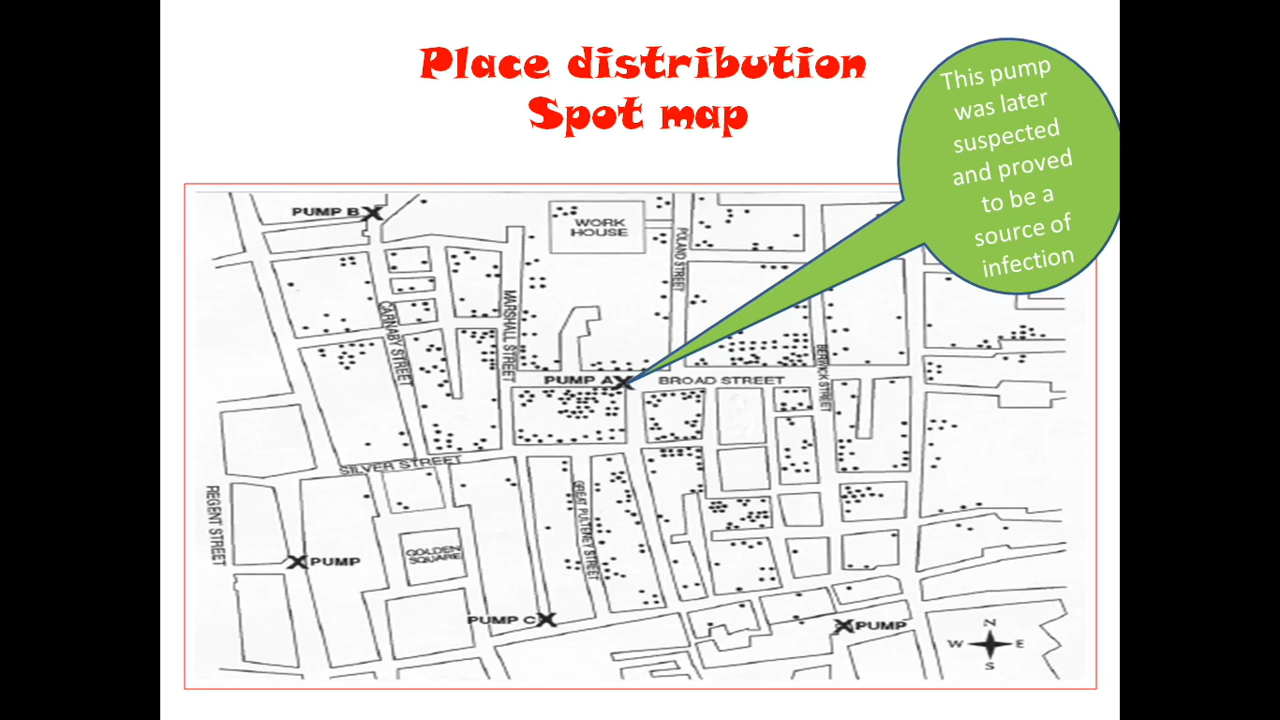 Place distribution
Spot map
This pump
was later
suspected
and proved
to be a
source of
infection
PUMP B
WORK
HOUSE
POLAND STREET
CARNABY STREET
MARSHALL STREET
PUMP A
BROAD STREET
BERWICK STREET
SILVER STREET
REGENT STREET
GREAT PULTENEY STREET
GOLDEN
SQUARE
PUMP
PUMP C
PUMP
N
W
E
S